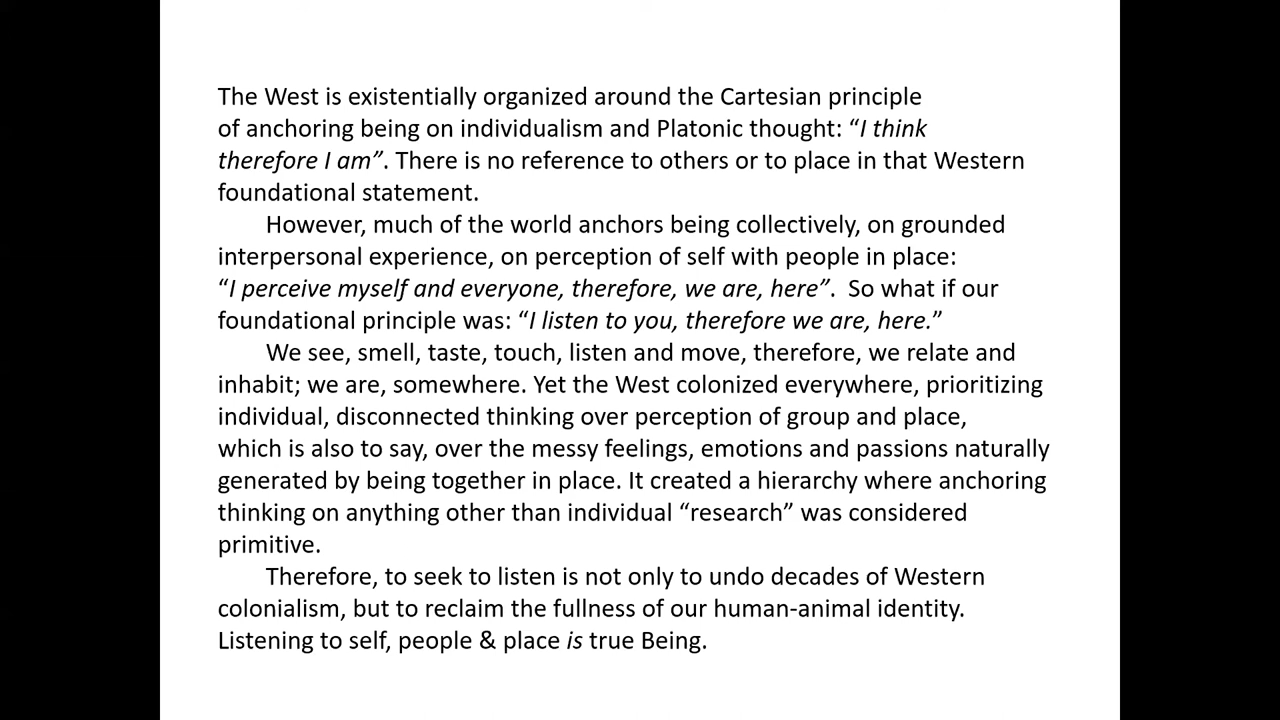 The West is existentially organized around the Cartesian principle
of anchoring being on individualism and Platonic thought: “I think
therefore I am”. There is no reference to others or to place in that Western
foundational statement.
However, much of the world anchors being collectively, on grounded
interpersonal experience, on perception of self with people in place:
“I perceive myself and everyone, therefore, we are, here”.  So what if our
foundational principle was: “I listen to you, therefore we are, here.”
We see, smell, taste, touch, listen and move, therefore, we relate and
inhabit; we are, somewhere. Yet the West colonized everywhere, prioritizing
individual, disconnected thinking over perception of group and place,
which is also to say, over the messy feelings, emotions and passions naturally
generated by being together in place. It created a hierarchy where anchoring
thinking on anything other than individual “research” was considered
primitive.
Therefore, to seek to listen is not only to undo decades of Western
colonialism, but to reclaim the fullness of our human-animal identity.
Listening to self, people & place is true Being.